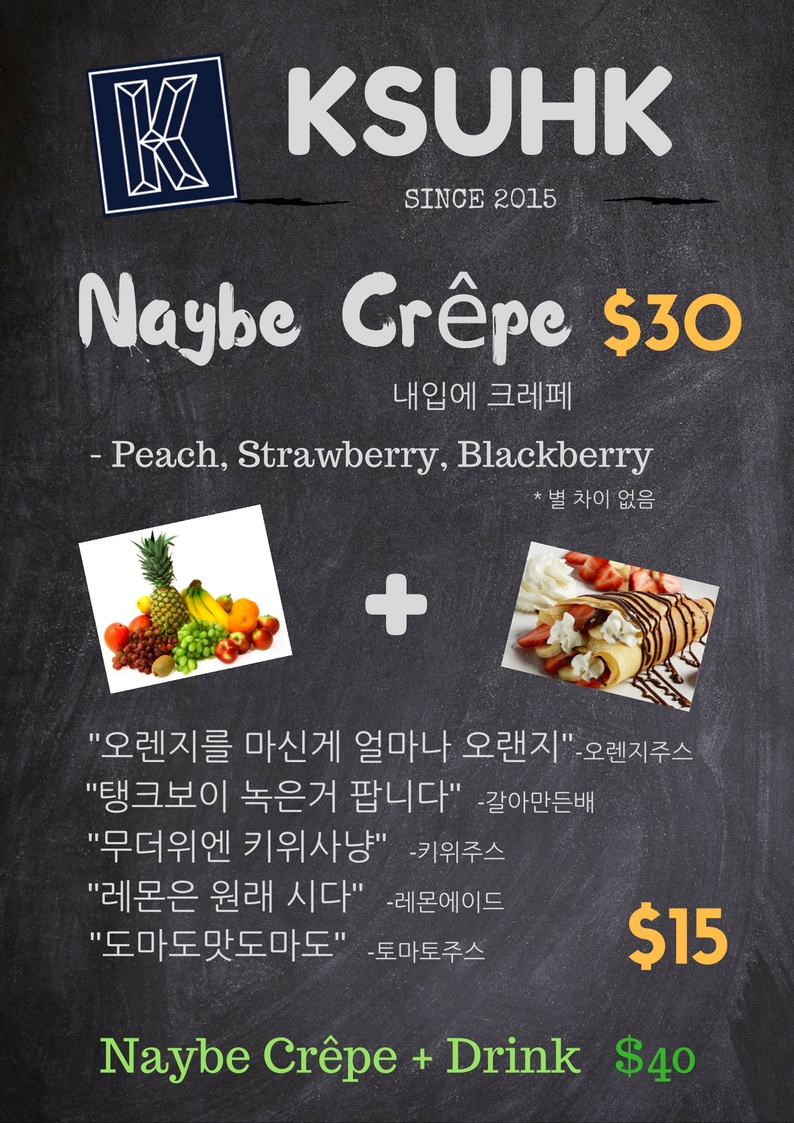 K
KSUHK
SINCE 2015
Naybe Crêpe $30
내입에 크레페
- Peach, Strawberry, Blackberry
* 별 차이 없음
"오렌지를 마신게 얼마나 오랜지"-오렌지주스
"탱크보이 녹은거 팝니다" -갈아만든배
"무더위엔 키위사냥" -키위주스
"레몬은 원래 시다" -레몬에이드
"도마도맛도마도" -토마토주스
$15
Naybe Crêpe + Drink $40